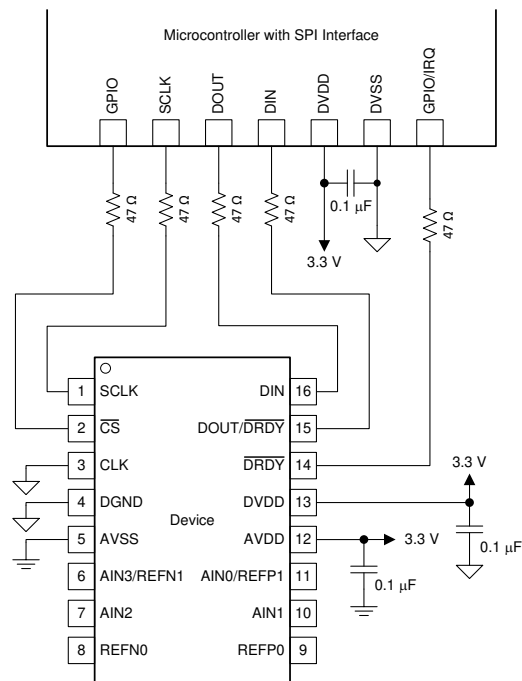 Microcontroller with SPI Interface
GPIO
SCLK
DOUT
DIN
DVDD
DVSS
GPIO/IRQ
47 Ω
47 Ω
47 Ω
47 Ω
0.1 μF
47 Ω
3.3 V
1 SCLK
DIN 16
2 C̅S̅
DOUT/D̅R̅D̅Y̅ 15
3 CLK
D̅R̅D̅Y̅ 14
3.3 V
4 DGND
DVDD 13
Device
5 AVSS
AVDD 12
3.3 V
0.1 μF
6 AIN3/REFN1
AIN0/REFP1 11
0.1 μF
7 AIN2
AIN1 10
8 REFN0
REFP0 9